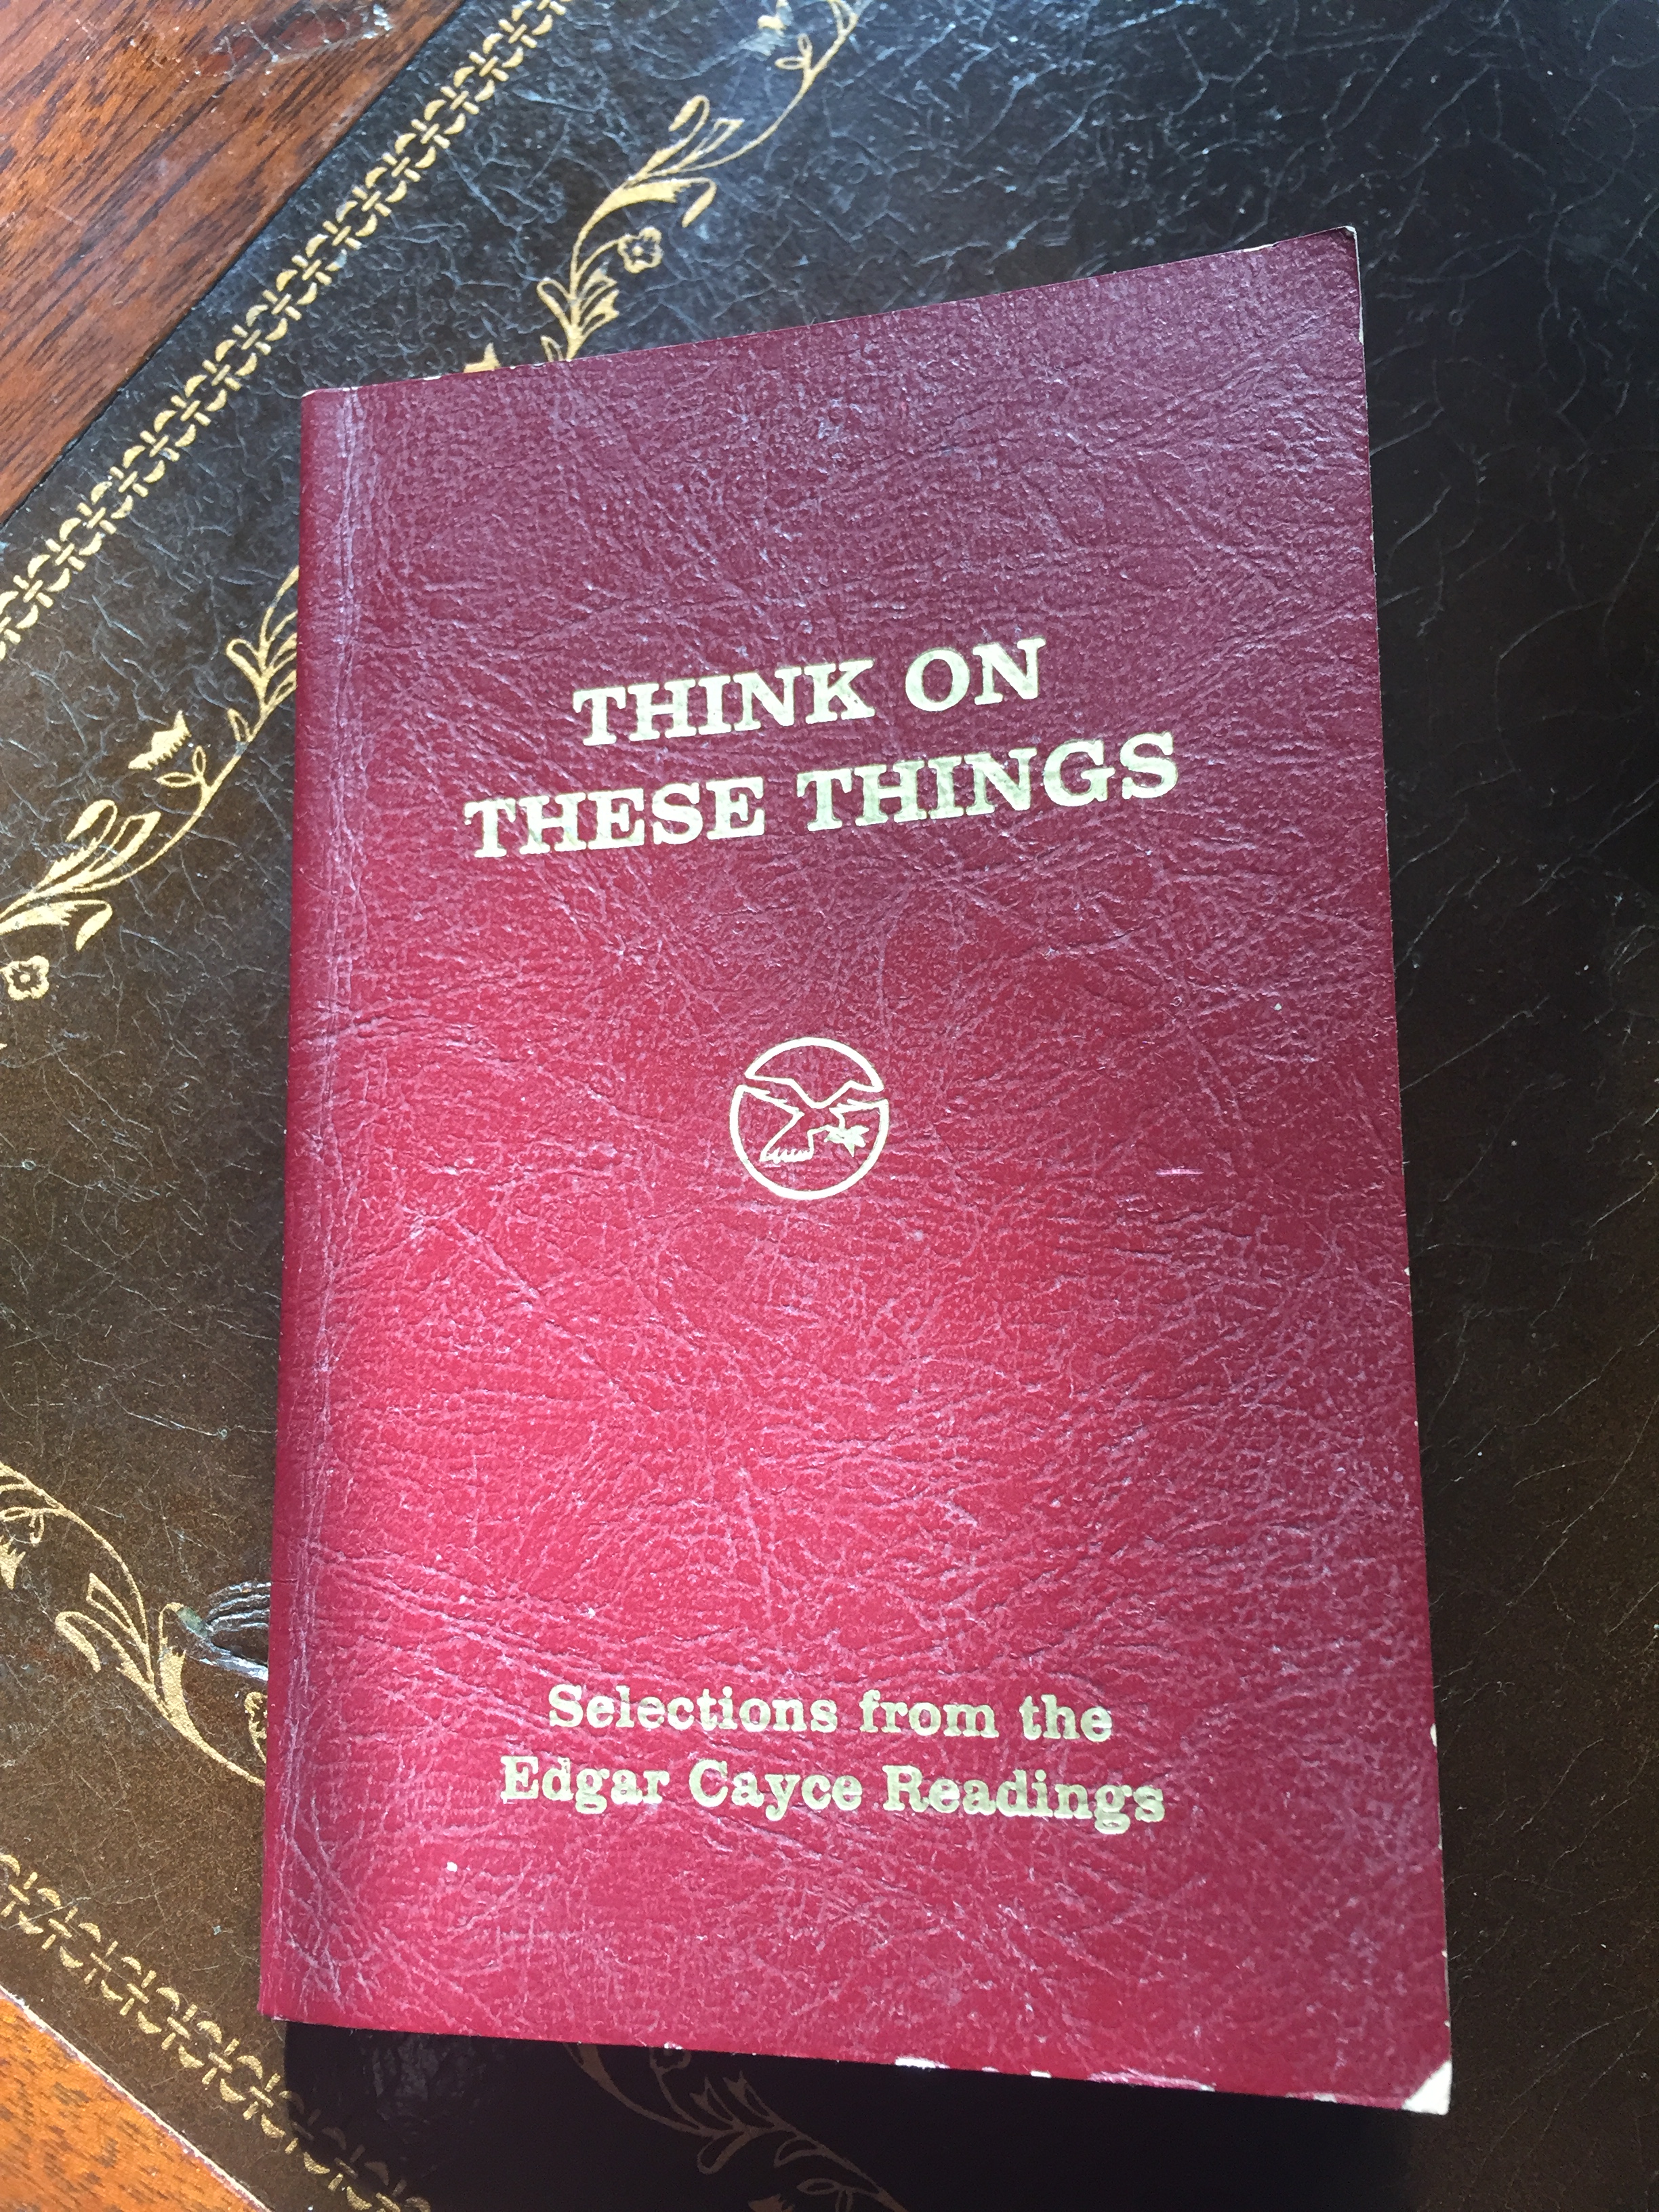 THINK ON
THESE THINGS
Selections from the
Edgar Cayce Readings